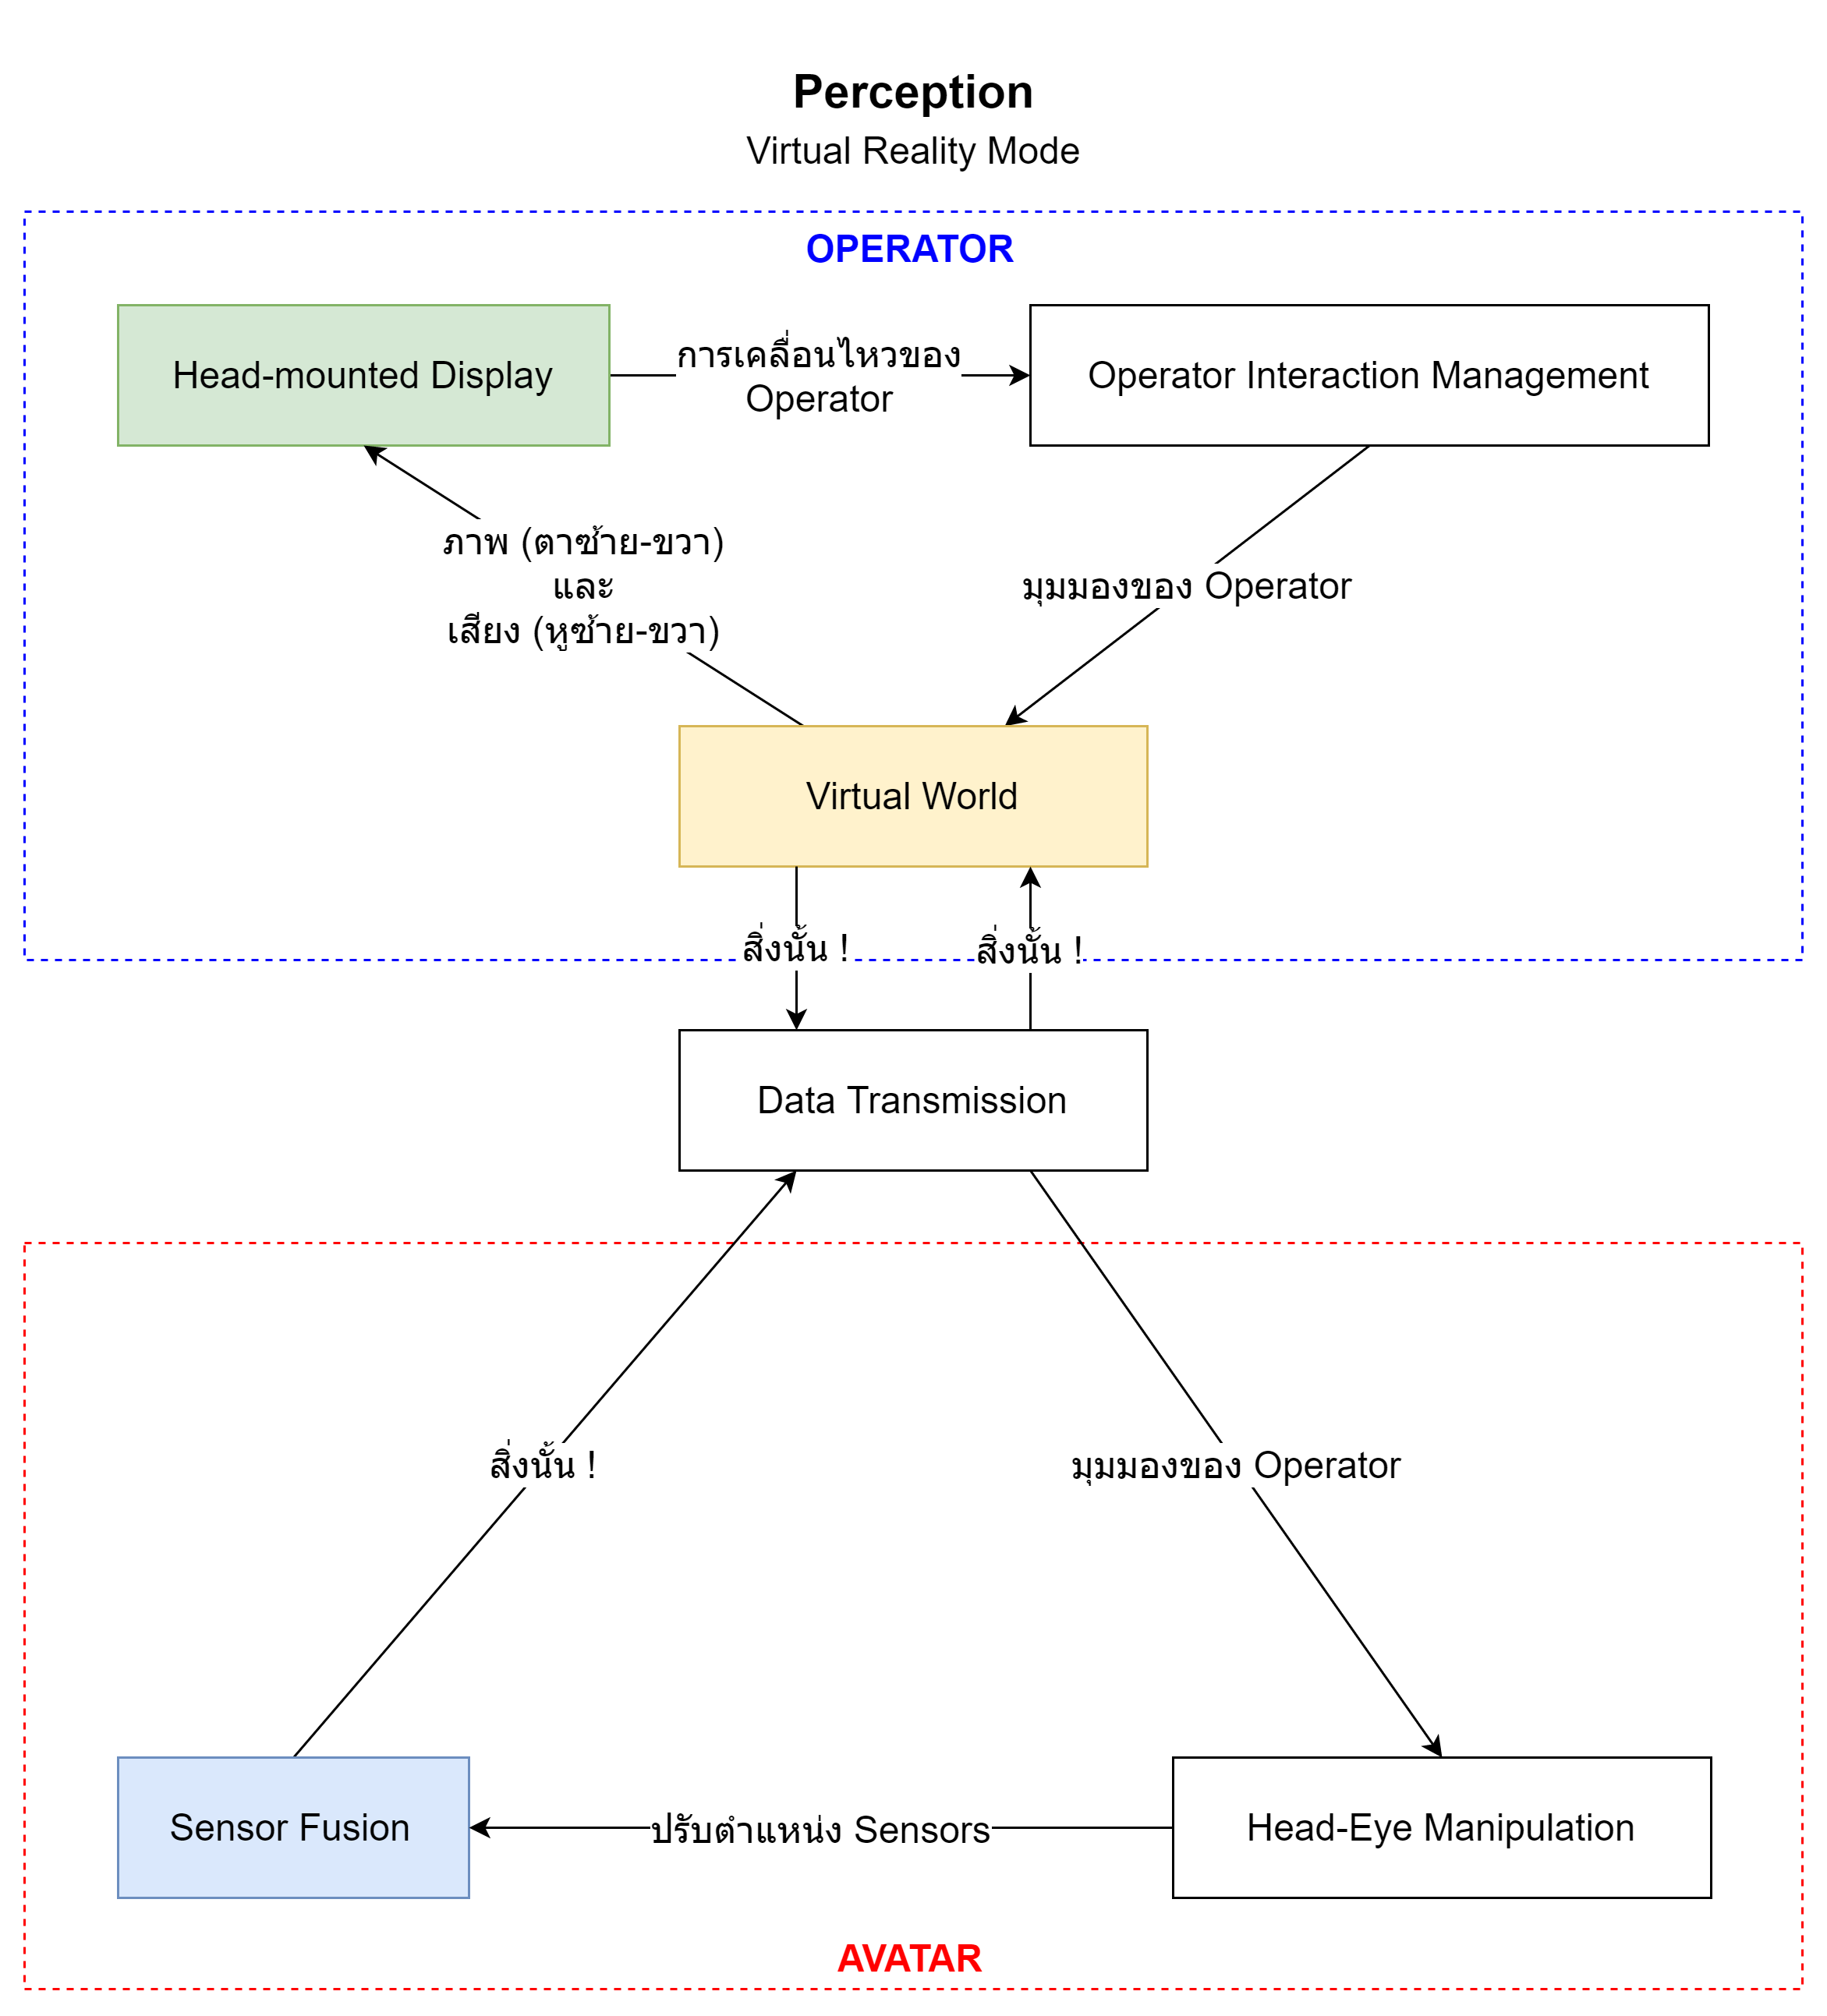 Perception
Virtual Reality Mode
OPERATOR
Head-mounted Display
การเคลื่อนไหวของ
Operator
Operator Interaction Management
ภาพ (ตาซ้าย-ขวา)
และ
เสียง (หูซ้าย-ขวา)
มุมมองของ Operator
Virtual World
สิ่งนั้น !
สิ่งนั้น !
Data Transmission
สิ่งนั้น !
มุมมองของ Operator
Sensor Fusion
ปรับตำแหน่ง Sensors
Head-Eye Manipulation
AVATAR